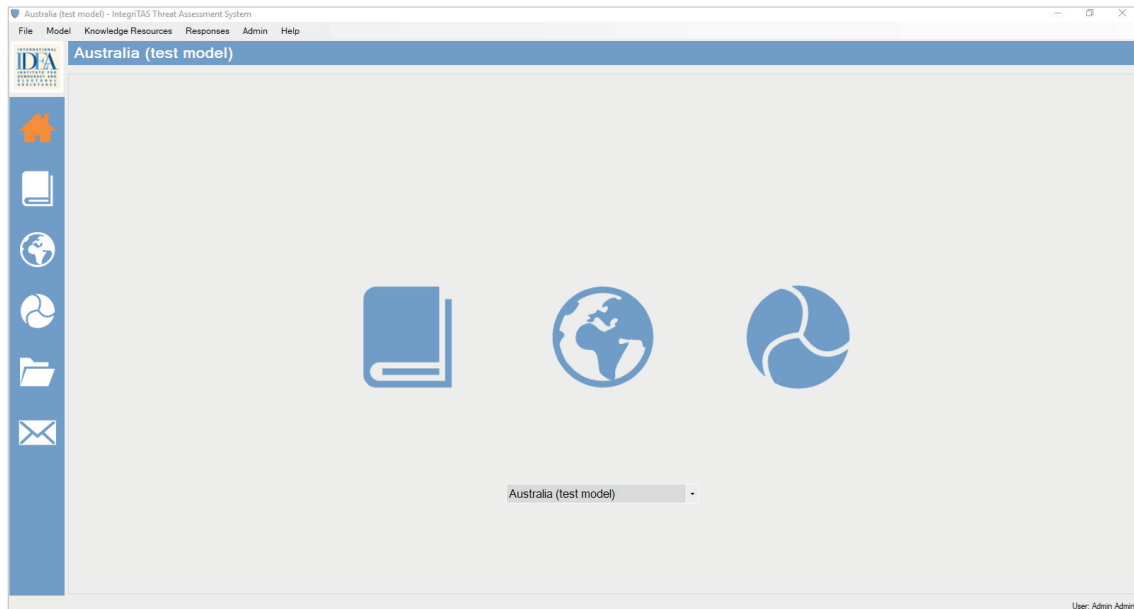 Australia (test model) - IntegriTAS Threat Assessment System
File Model Knowledge Resources Responses Admin Help
INTERNATIONAL
IDEA
INSTITUTE FOR
DEMOCRACY AND
ELECTORAL
ASSISTANCE
Australia (test model)
Australia (test model)
User: Admin Admin